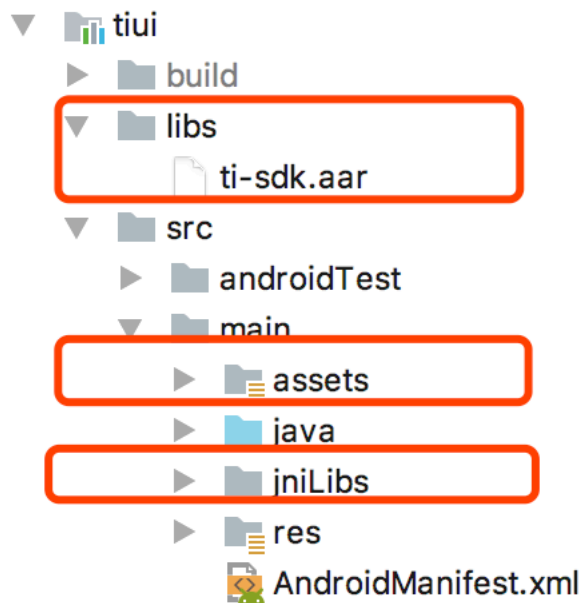 tiui
build
libs
ti-sdk.aar
src
androidTest
main
assets
java
jniLibs
res
AndroidManifest.xml